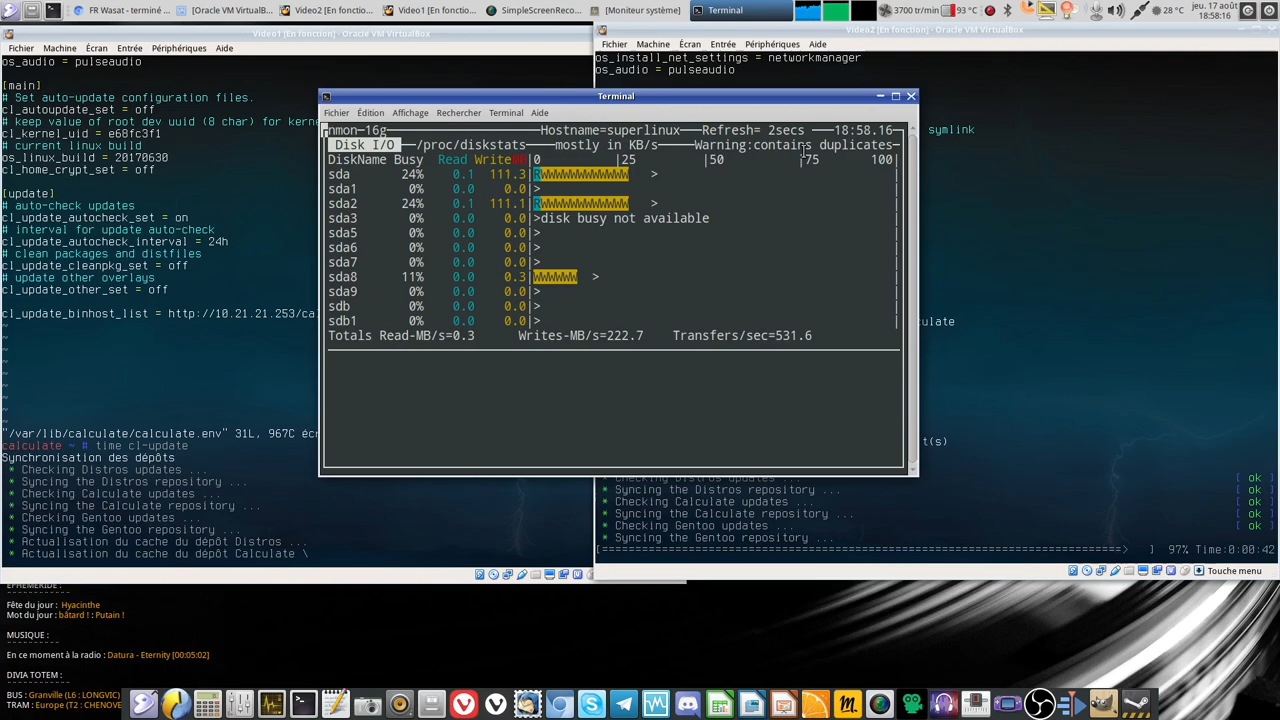 FR Wasat - terminé ...
[Oracle VM VirtualBox]
Video2 [En fonctio...
Video1 [En fonctio...
SimpleScreenReco...
[Moniteur système]
Terminal
3700 tr/min
93 °C
28 °C
jeu. 17 août
18:58:16
Video1 [En fonction] - Oracle VM VirtualBox
Fichier Machine Écran Entrée Périphériques Aide
os_audio = pulseaudio
[main]
# Set auto-update configuration files.
cl_autoupdate_set = off
# keep value of root dev uuid (8 char) for kerne
cl_kernel_uid = e68fc3f1
# current linux build
os_linux_build = 20170630
cl_home_crypt_set = off
[update]
# auto-check updates
cl_update_autocheck_set = on
# interval for update auto-check
cl_update_autocheck_interval = 24h
# clean packages and distfiles
cl_update_cleanpkg_set = off
# update other overlays
cl_update_other_set = off
cl_update_binhost_list = http://10.21.21.253/cal
~
~
~
~
~
~
~
~
"/var/lib/calculate/calculate.env" 31L, 967C écr
calculate ~ # time cl-update
Synchronisation des dépôts
* Checking Distros updates ...
* Syncing the Distros repository ...
* Checking Calculate updates ...
* Syncing the Calculate repository ...
* Checking Gentoo updates ...
* Syncing the Gentoo repository ...
* Actualisation du cache du dépôt Distros ...
* Actualisation du cache du dépôt Calculate \
Video2 [En fonction] - Oracle VM VirtualBox
Fichier Machine Écran Entrée Périphériques Aide
os_install_net_settings = networkmanager
os_audio = pulseaudio
symlink
culate
t(s)
* Checking Distros updates ... [ ok
* Syncing the Distros repository ... [ ok
* Checking Calculate updates ... [ ok
* Syncing the Calculate repository ... [ ok
* Checking Gentoo updates ... [ ok
* Syncing the Gentoo repository ...
[=====================================================================> ] 97% Time:0:00:42
Touche menu
Terminal
Fichier Édition Affichage Rechercher Terminal Aide
nmon-16g Hostname=superlinux Refresh= 2secs 18:58.16
Disk I/O /proc/diskstats mostly in KB/s Warning:contains duplicates
DiskName Busy Read WriteMB |0 |25 |50 |75 100|
sda 24% 0.1 111.3|RWWWWWWWWWWWW >
sda1 0% 0.0 0.0|>
sda2 24% 0.1 111.1|RWWWWWWWWWWWW >
sda3 0% 0.0 0.0|>disk busy not available
sda5 0% 0.0 0.0|>
sda6 0% 0.0 0.0|>
sda7 0% 0.0 0.0|>
sda8 11% 0.0 0.3|WWWWWW >
sda9 0% 0.0 0.0|>
sdb 0% 0.0 0.0|>
sdb1 0% 0.0 0.0|>
Totals Read-MB/s=0.3 Writes-MB/s=222.7 Transfers/sec=531.6
EPHEMERIDE :
Fête du jour : Hyacinthe
Mot du jour : bâtard ! : Putain !
MUSIQUE :
En ce moment à la radio : Datura - Eternity [00:05:02]
DIVIA TOTEM :
BUS : Granville (L6 : LONGVIC)
TRAM : Europe (T2 : CHENOVE